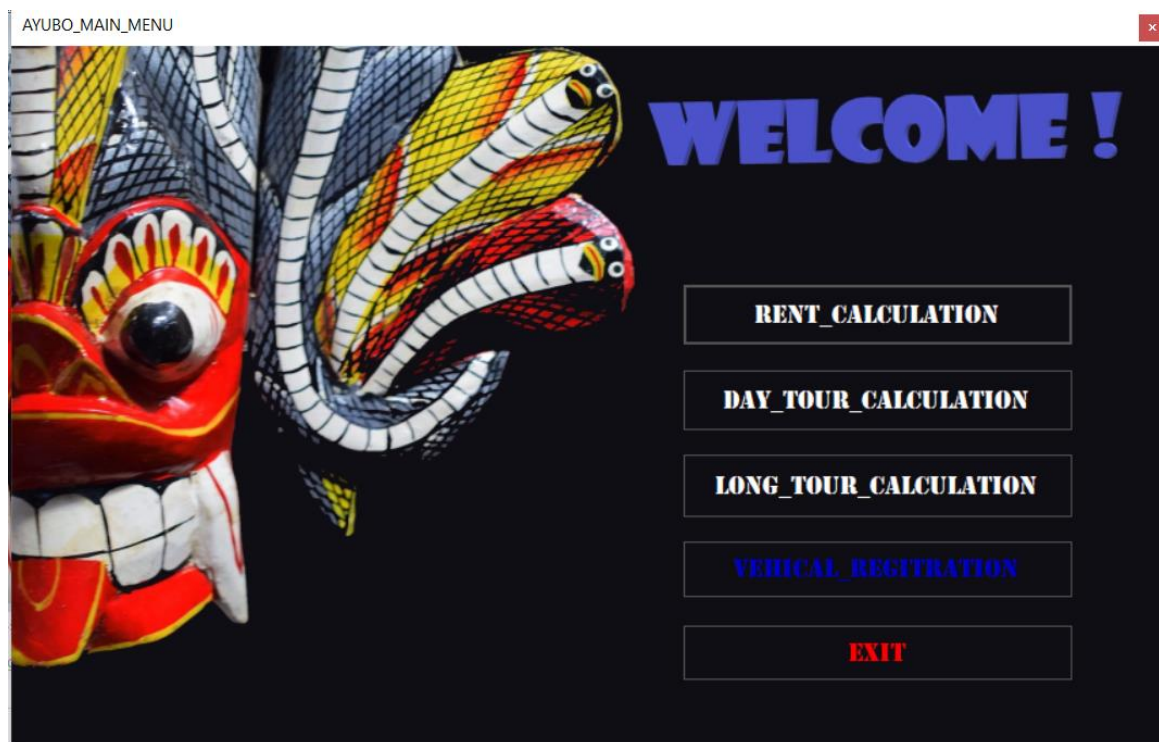 AYUBO_MAIN_MENU
WELCOME !
RENT_CALCULATION
DAY_TOUR_CALCULATION
LONG_TOUR_CALCULATION
VEHICAL_REGITRATION
EXIT